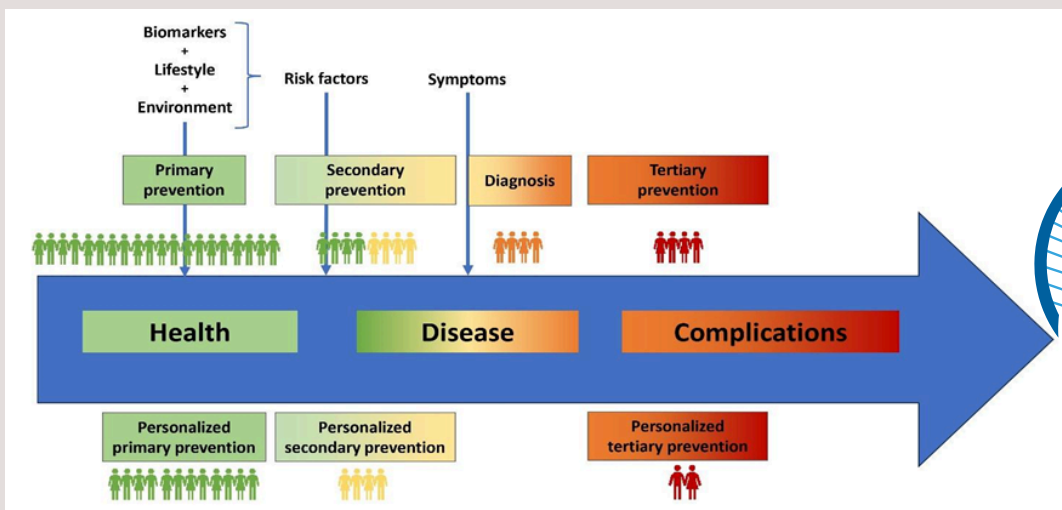 Biomarkers
+
Lifestyle
+
Environment
Risk factors
Symptoms
Primary
prevention
Secondary
prevention
Diagnosis
Tertiary
prevention
Health
Disease
Complications
Personalized
primary prevention
Personalized
secondary prevention
Personalized
tertiary prevention